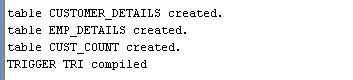 table CUSTOMER_DETAILS created.
table EMP_DETAILS created.
table CUST_COUNT created.
TRIGGER TRI compiled